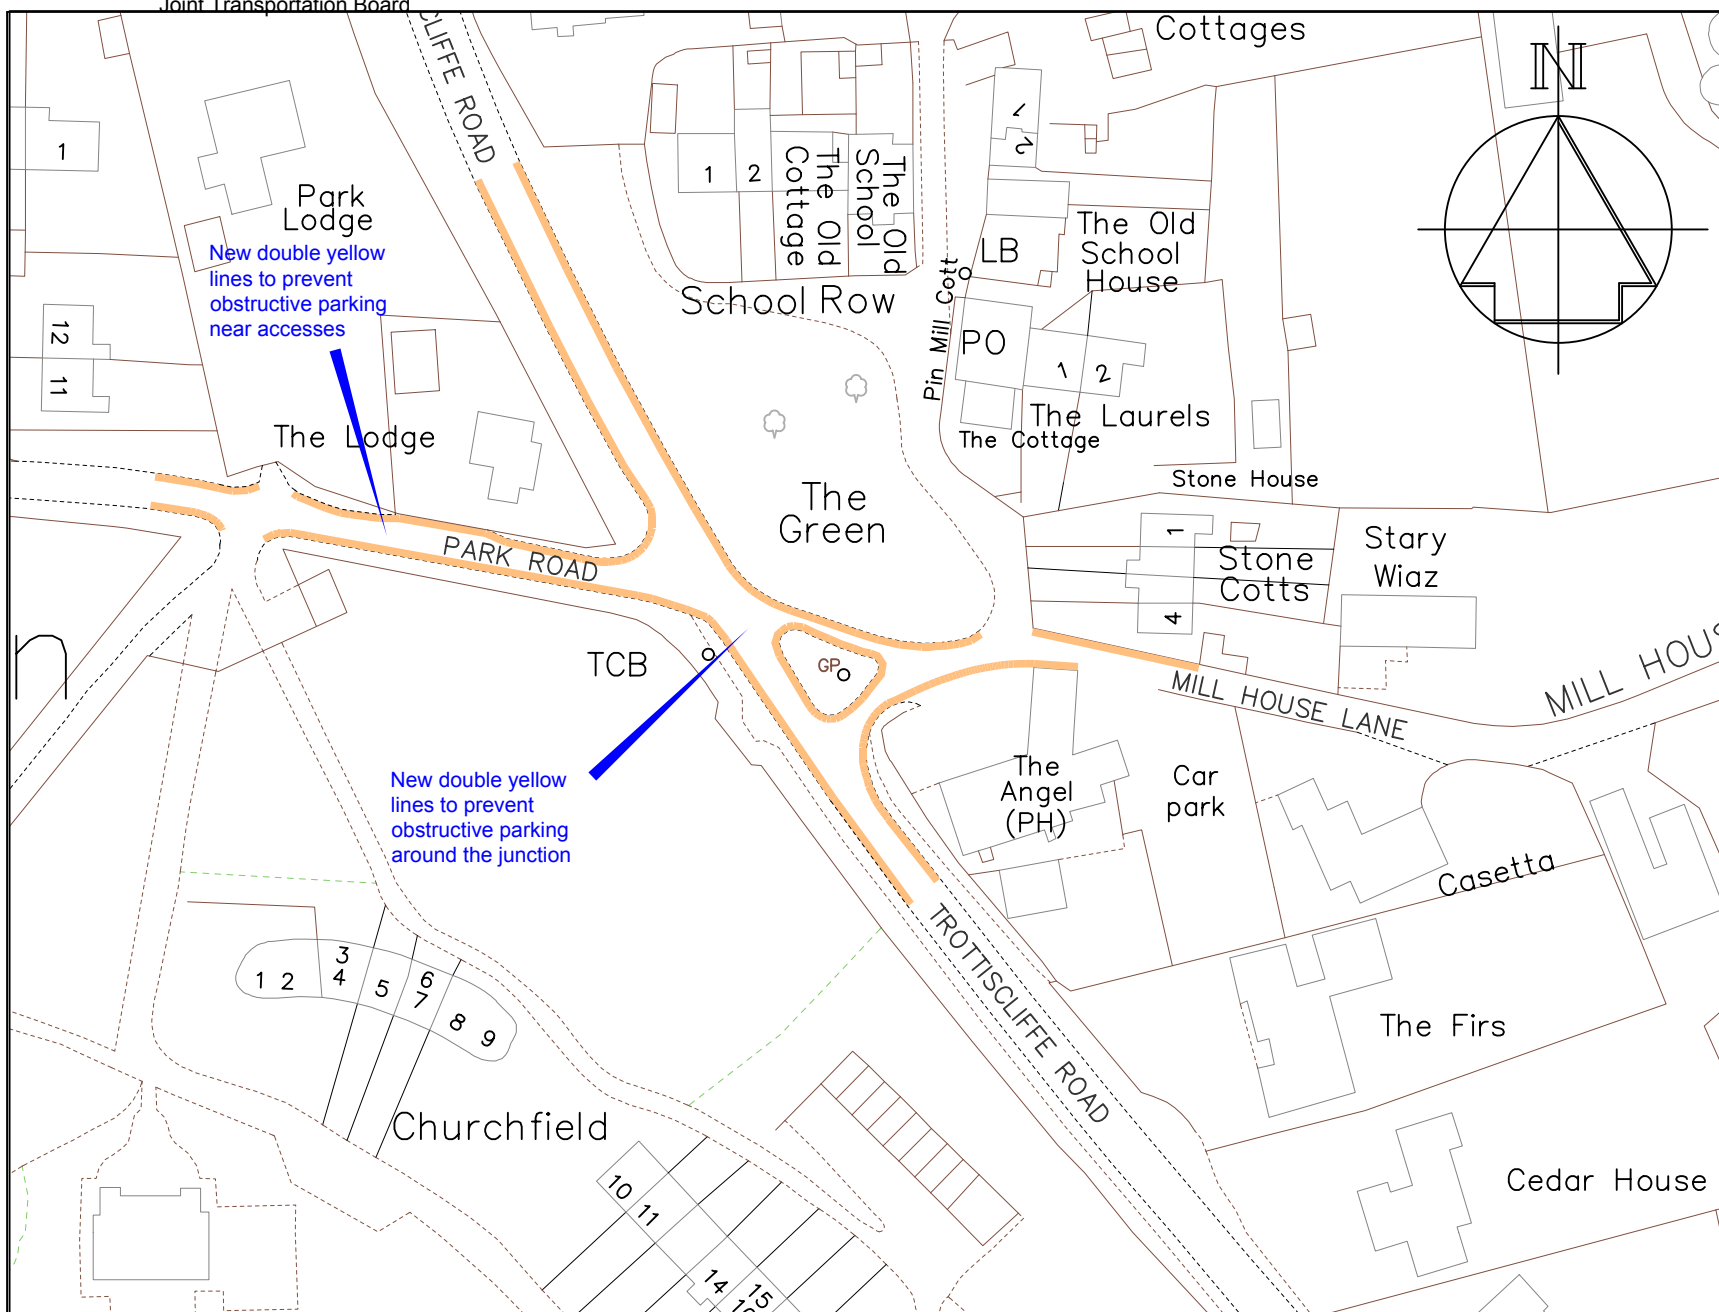 Joint Transportation Board
CLIFFE ROAD
Cottages
N
1
Park
Lodge
1
2
The Old
Cottage
The Old
School
1
2
LB
The Old
School
House
New double yellow
lines to prevent
obstructive parking
near accesses
School Row
Pin Mill Cott
PO
12
11
1
2
The Laurels
The Cottage
The Lodge
Stone House
The
Green
1
Stone
Cotts
4
Stary
Wiaz
PARK ROAD
TCB
GP
MILL HOUSE LANE
MILL HOUS
n
New double yellow
lines to prevent
obstructive parking
around the junction
The
Angel
(PH)
Car
park
Casetta
TROTTISCLIFFE ROAD
1 2
3
4
5
6
7
8
9
The Firs
Churchfield
Cedar House
10
11
14
15